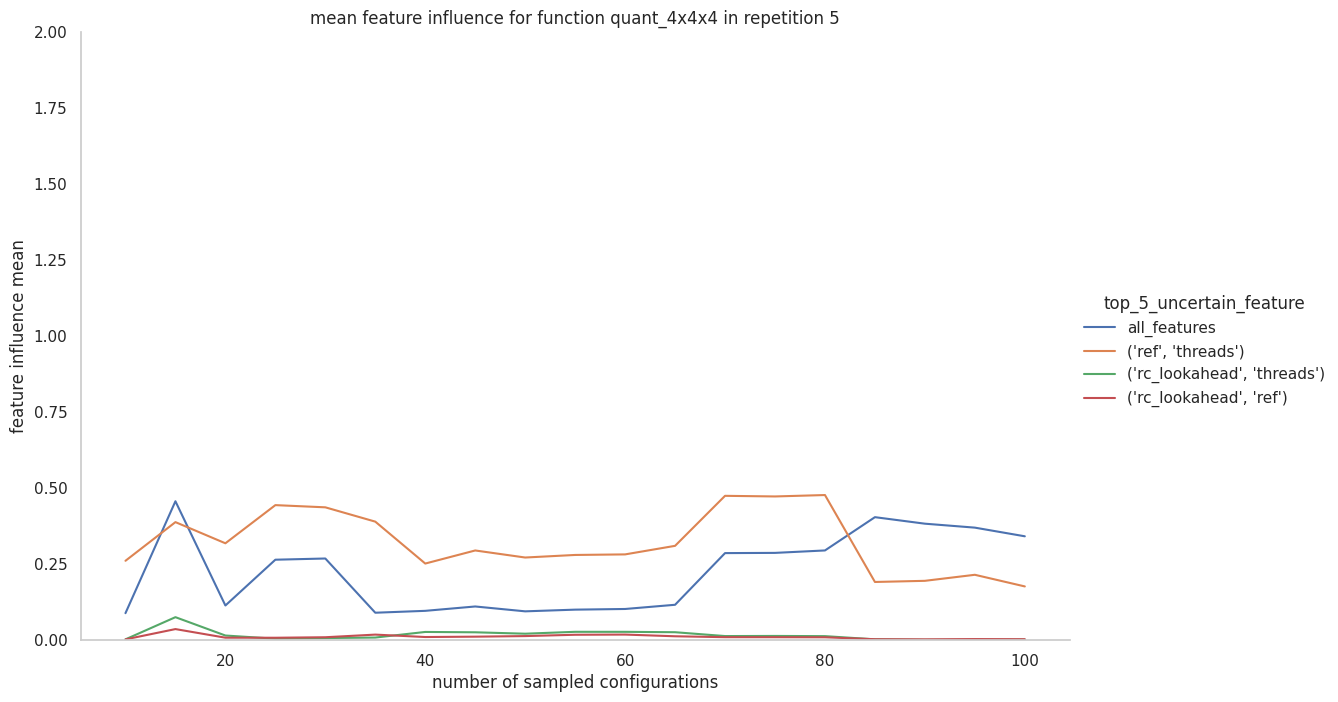 mean feature influence for function quant_4x4x4 in repetition 5
2.00
1.75
1.50
1.25
1.00
0.75
0.50
0.25
0.00
feature influence mean
20
40
60
80
100
number of sampled configurations
top_5_uncertain_feature
all_features
('ref', 'threads')
('rc_lookahead', 'threads')
('rc_lookahead', 'ref')